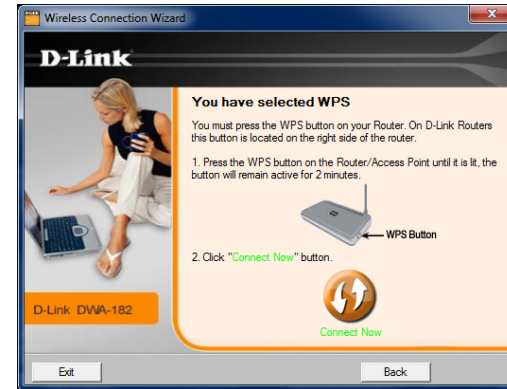 Wireless Connection Wizard
D-Link
You have selected WPS
You must press the WPS button on your Router. On D-Link Routers
this button is located on the right side of the router.
1. Press the WPS button on the Router/Access Point until it is lit, the
button will remain active for 2 minutes.
WPS Button
2. Click "Connect Now" button.
D-Link DWA-182
Connect Now
Exit
Back